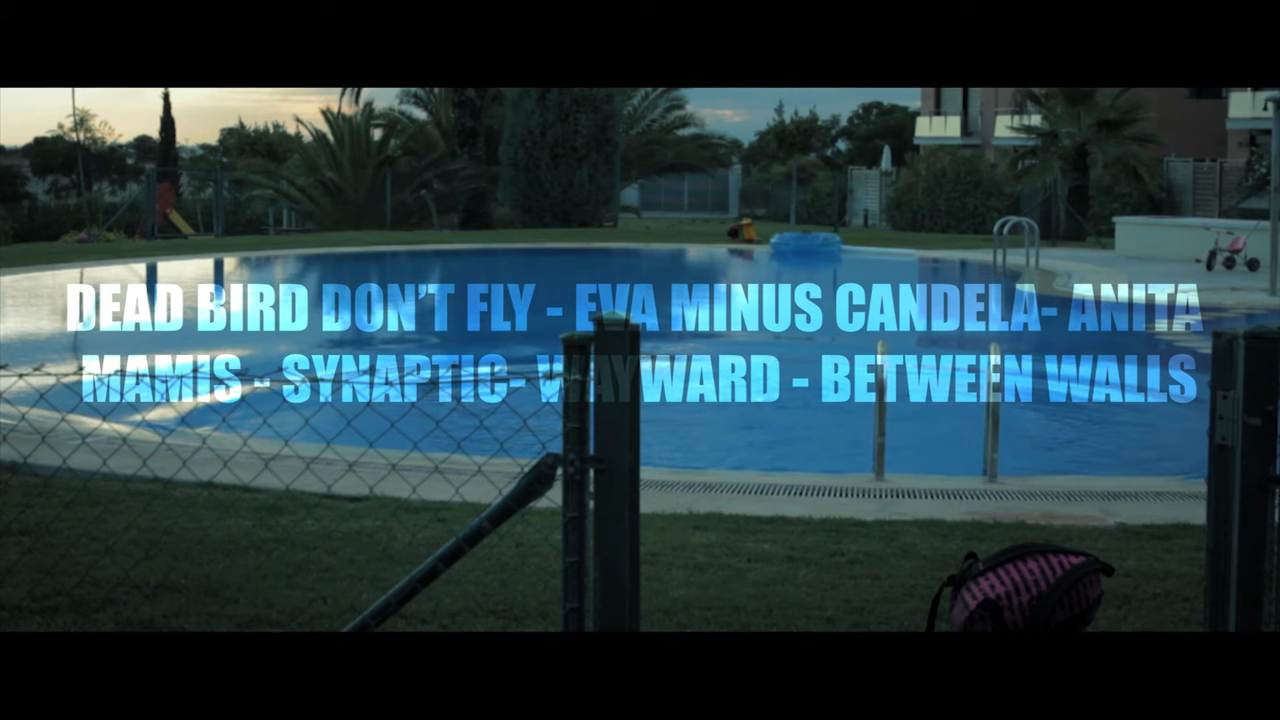 DEAD BIRD DON'T FLY - EVA MINUS CANDELA- ANITA
MAMIS - SYNAPTIC- WAYWARD - BETWEEN WALLS